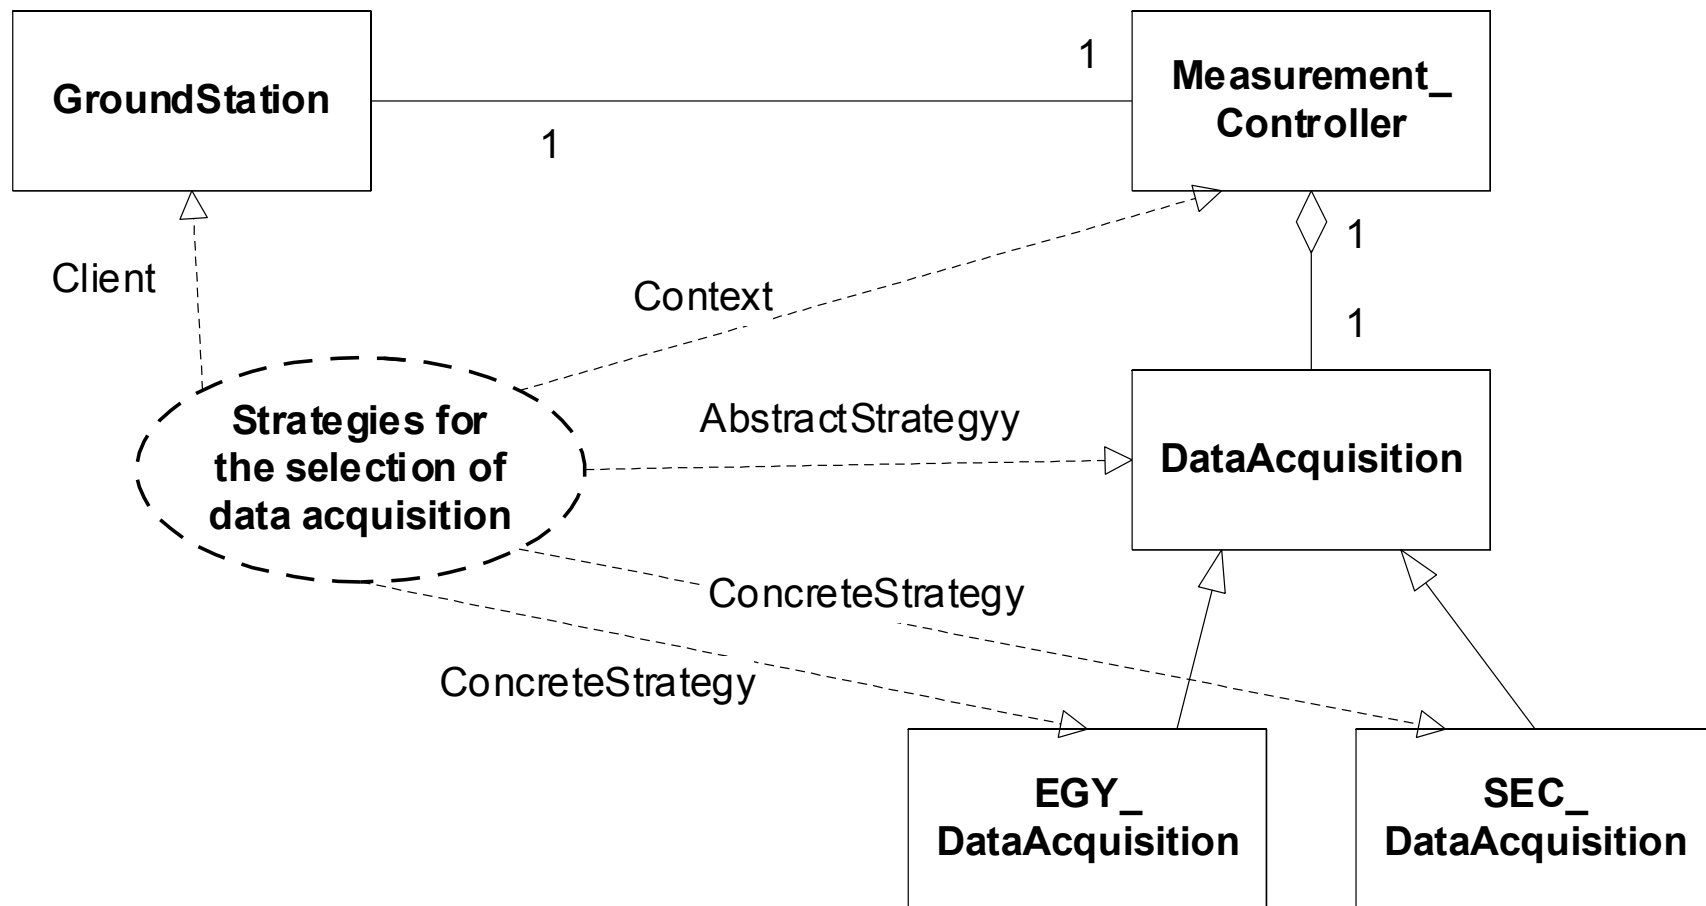 GroundStation
1
1
Measurement_
Controller
1
1
Client
Context
Strategies for
the selection of
data acquisition
AbstractStrategyy
DataAcquisition
ConcreteStrategy
ConcreteStrategy
EGY_
DataAcquisition
SEC_
DataAcquisition